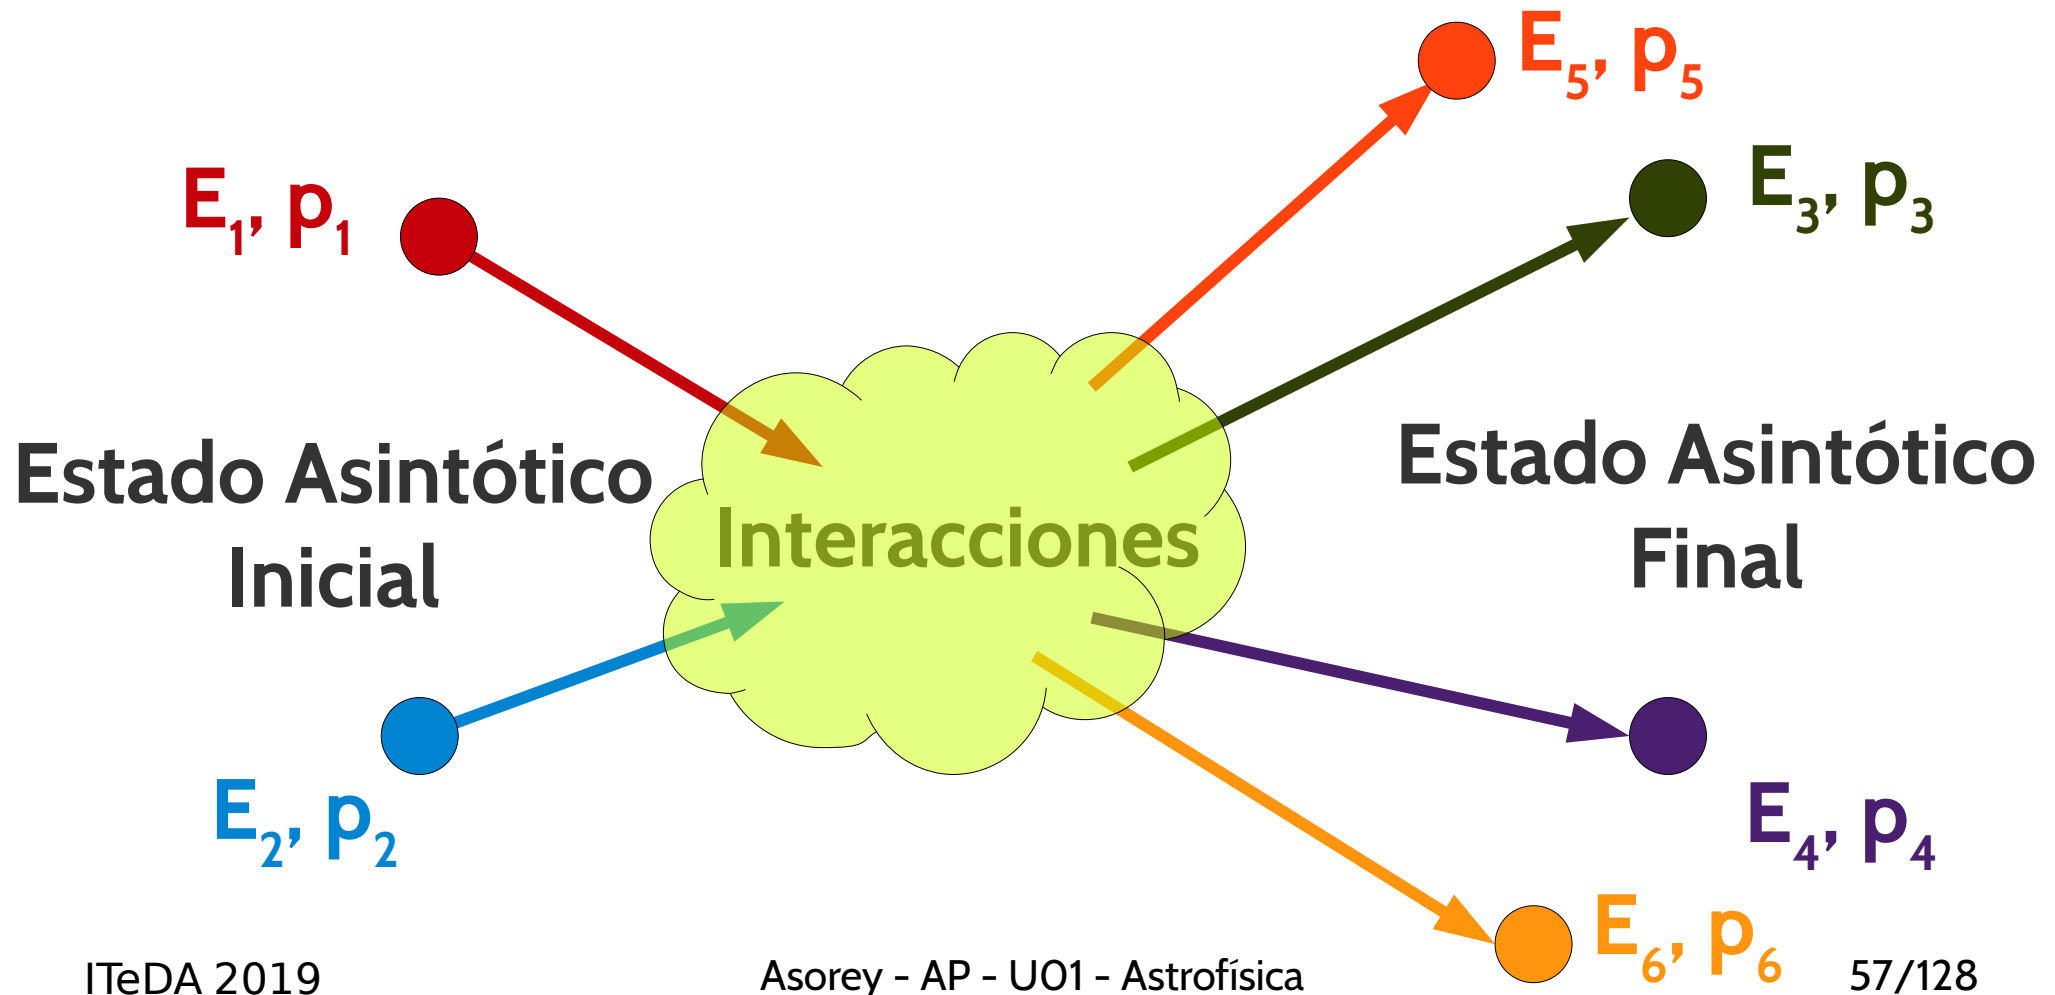 E5, p5
E3, p3
E1, p1
Estado Asintótico
Inicial
Interacciones
Estado Asintótico
Final
E2, p2
E4, p4
E6, p6
ITeDA 2019
Asorey - AP - U01 - Astrofísica
57/128